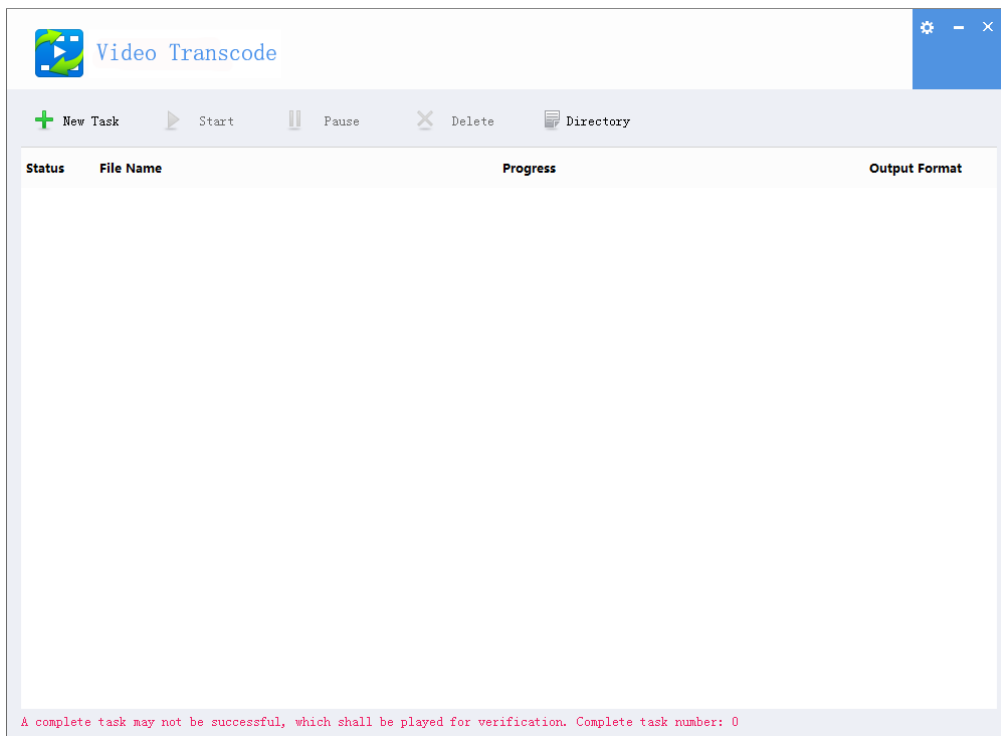 Video Transcode
New Task Start Pause Delete Directory
Status File Name Progress Output Format
A complete task may not be successful, which shall be played for verification. Complete task number: 0